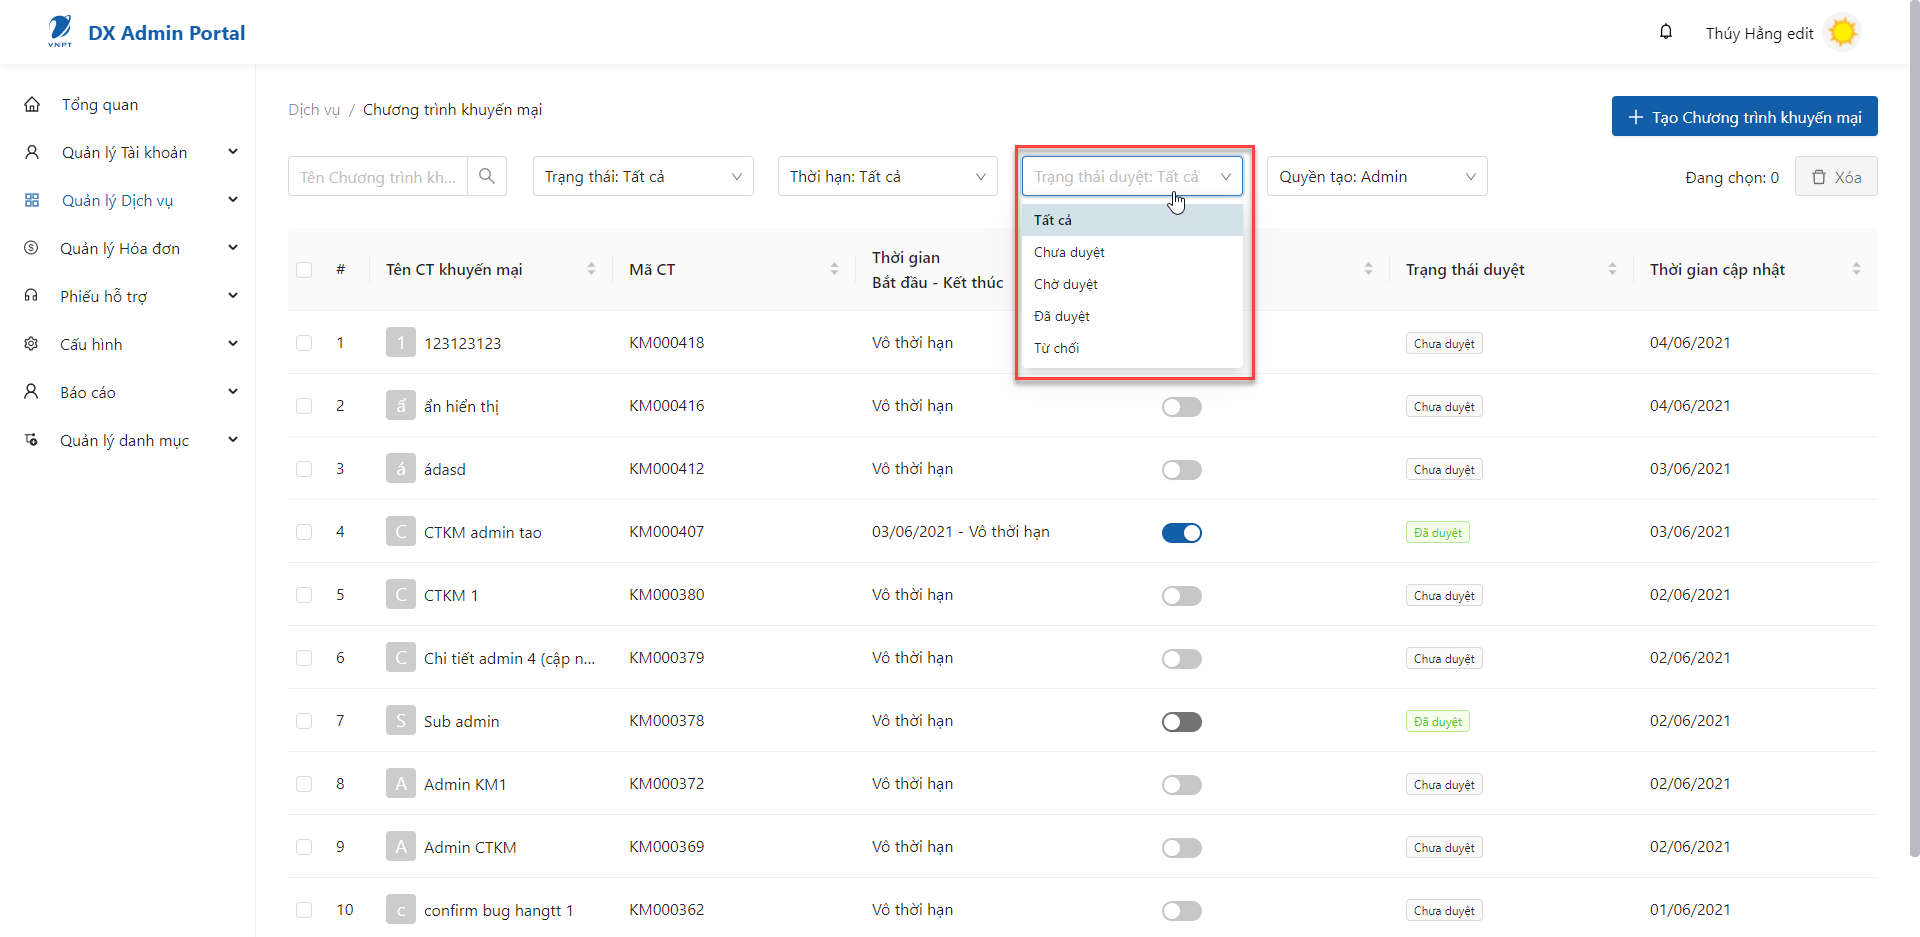 VNPT
DX Admin Portal
Thúy Hằng edit
Tổng quan
Quản lý Tài khoản
Quản lý Dịch vụ
Quản lý Hóa đơn
Phiếu hỗ trợ
Cấu hình
Báo cáo
Quản lý danh mục
Dịch vụ / Chương trình khuyến mại
Tạo Chương trình khuyến mại
Tên Chương trình kh...
Trạng thái: Tất cả
Thời hạn: Tất cả
Trạng thái duyệt: Tất cả
Quyền tạo: Admin
Đang chọn: 0
Xóa
Tất cả
Chưa duyệt
Chờ duyệt
Đã duyệt
Từ chối
# Tên CT khuyến mại Mã CT Thời gian Trạng thái duyệt Thời gian cập nhật
Bắt đầu - Kết thúc
1 1 123123123 KM000418 Vô thời hạn Chưa duyệt 04/06/2021
2 ẩ ẩn hiển thị KM000416 Vô thời hạn Chưa duyệt 04/06/2021
3 á ádasd KM000412 Vô thời hạn Chưa duyệt 03/06/2021
4 C CTKM admin tao KM000407 03/06/2021 - Vô thời hạn Đã duyệt 03/06/2021
5 C CTKM 1 KM000380 Vô thời hạn Chưa duyệt 02/06/2021
6 C Chi tiết admin 4 (cập n... KM000379 Vô thời hạn Chưa duyệt 02/06/2021
7 S Sub admin KM000378 Vô thời hạn Đã duyệt 02/06/2021
8 A Admin KM1 KM000372 Vô thời hạn Chưa duyệt 02/06/2021
9 A Admin CTKM KM000369 Vô thời hạn Chưa duyệt 02/06/2021
10 c confirm bug hangtt 1 KM000362 Vô thời hạn Chưa duyệt 01/06/2021